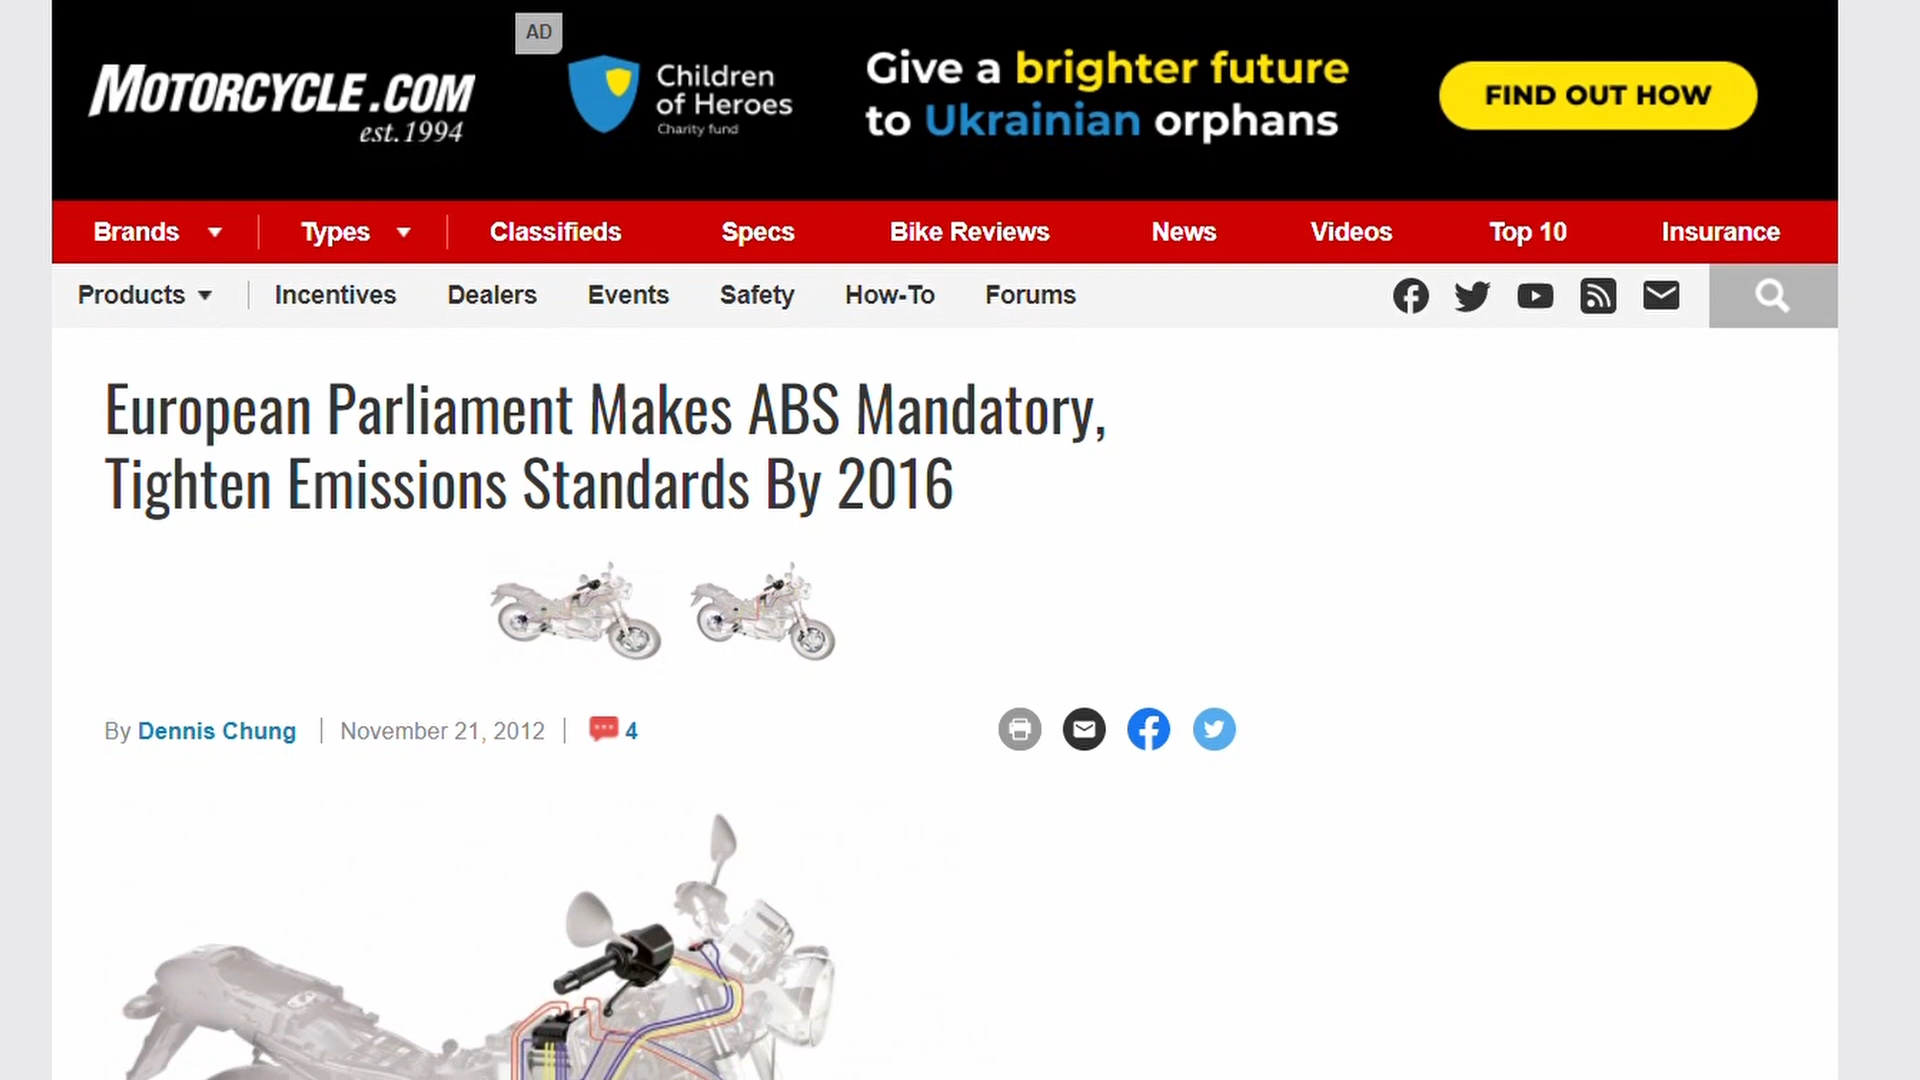 AD
MOTORCYCLE.COM
est.1994
Children
of Heroes
Charity fund
Give a brighter future
to Ukrainian orphans
FIND OUT HOW
Brands Types Classifieds Specs Bike Reviews News Videos Top 10 Insurance
Products Incentives Dealers Events Safety How-To Forums
European Parliament Makes ABS Mandatory,
Tighten Emissions Standards By 2016
By Dennis Chung | November 21, 2012 | 4